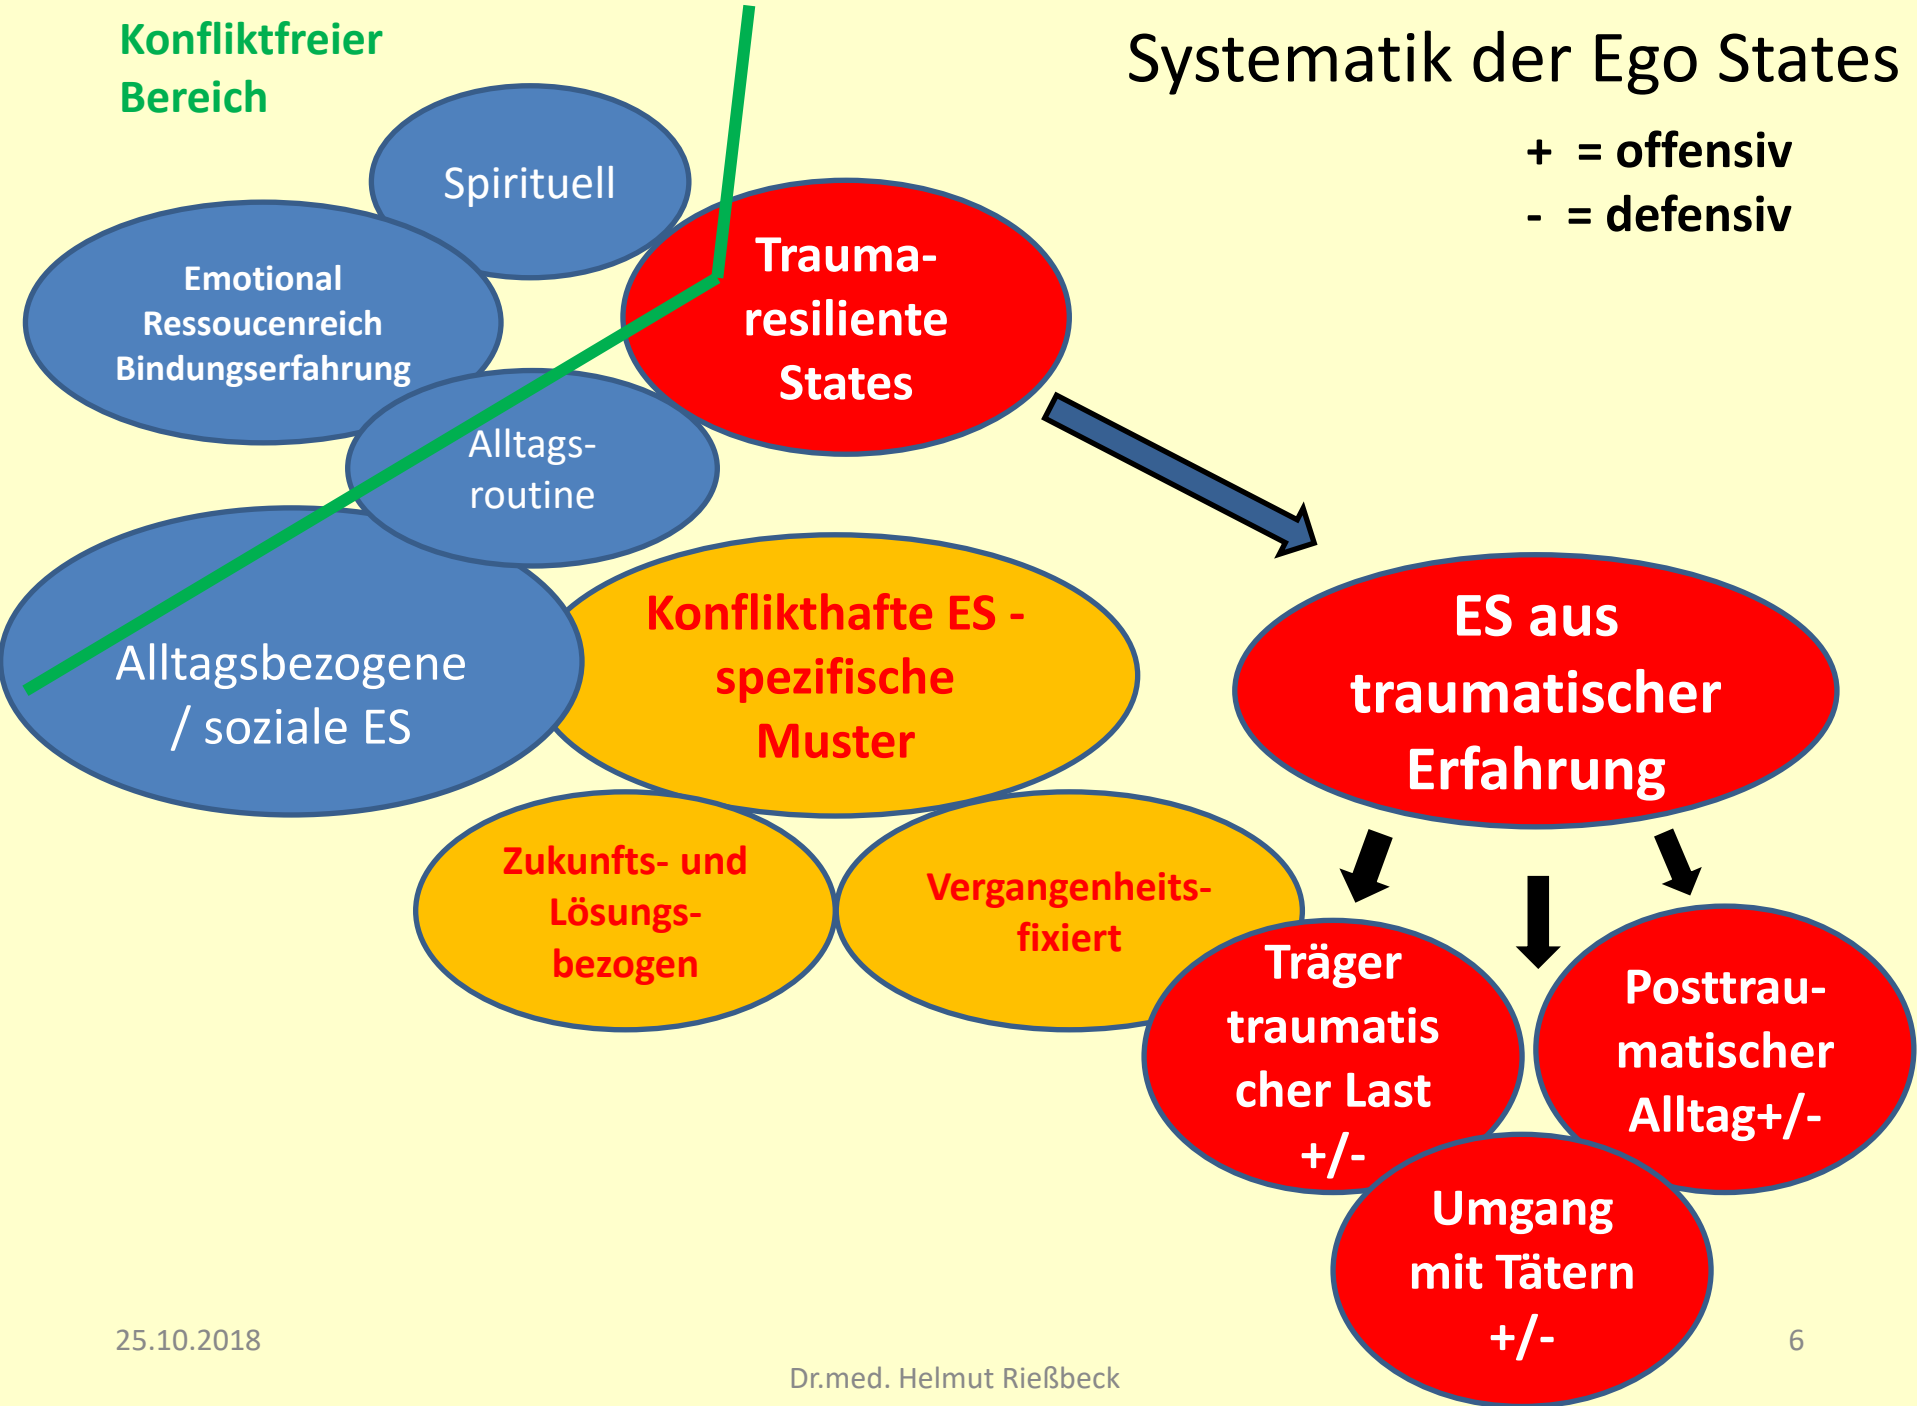 Konfliktfreier
Bereich
Systematik der Ego States
+ = offensiv
- = defensiv
Spirituell
Emotional
Ressoucenreich
Bindungserfahrung
Trauma-
resiliente
States
Alltags-
routine
Alltagsbezogene
/ soziale ES
Konflikthafte ES -
spezifische
Muster
ES aus
traumatischer
Erfahrung
Zukunfts- und
Lösungs-
bezogen
Vergangenheits-
fixiert
Träger
traumatis
cher Last
+/-
Posttrau-
matischer
Alltag+/-
Umgang
mit Tätern
+/-
25.10.2018
Dr.med. Helmut Rießbeck
6